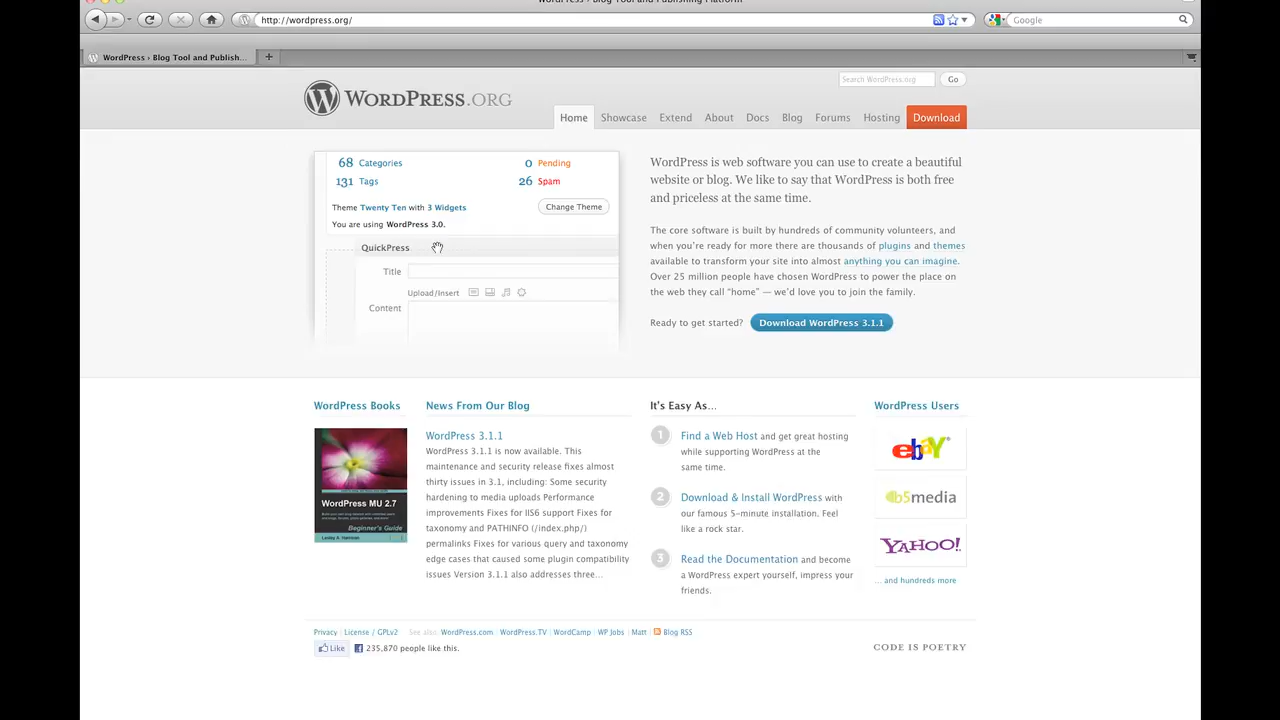 WordPress › Blog Tool and Publishing Platform
http://wordpress.org/
Google
WordPress › Blog Tool and Publish...
Search WordPress.org
Go
WORDPRESS.ORG
Home Showcase Extend About Docs Blog Forums Hosting Download
68 Categories 0 Pending
131 Tags 26 Spam
Theme Twenty Ten with 3 Widgets Change Theme
You are using WordPress 3.0.
QuickPress
Title
Upload/Insert
Content
WordPress is web software you can use to create a beautiful
website or blog. We like to say that WordPress is both free
and priceless at the same time.
The core software is built by hundreds of community volunteers, and
when you're ready for more there are thousands of plugins and themes
available to transform your site into almost anything you can imagine.
Over 25 million people have chosen WordPress to power the place on
the web they call “home” — we'd love you to join the family.
Ready to get started? Download WordPress 3.1.1
WordPress Books
WordPress MU 2.7
Beginner's Guide
News From Our Blog
WordPress 3.1.1
WordPress 3.1.1 is now available. This
maintenance and security release fixes almost
thirty issues in 3.1, including: Some security
hardening to media uploads Performance
improvements Fixes for IIS6 support Fixes for
taxonomy and PATHINFO (/index.php/)
permalinks Fixes for various query and taxonomy
edge cases that caused some plugin compatibility
issues Version 3.1.1 also addresses three...
It's Easy As...
1 Find a Web Host and get great hosting
while supporting WordPress at the
same time.
2 Download & Install WordPress with
our famous 5-minute installation. Feel
like a rock star.
3 Read the Documentation and become
a WordPress expert yourself, impress your
friends.
WordPress Users
ebay
b5media
YAHOO!
... and hundreds more
Privacy License / GPLv2 See also: WordPress.com WordPress.TV WordCamp WP Jobs Matt Blog RSS
Like 235,870 people like this.
CODE IS POETRY